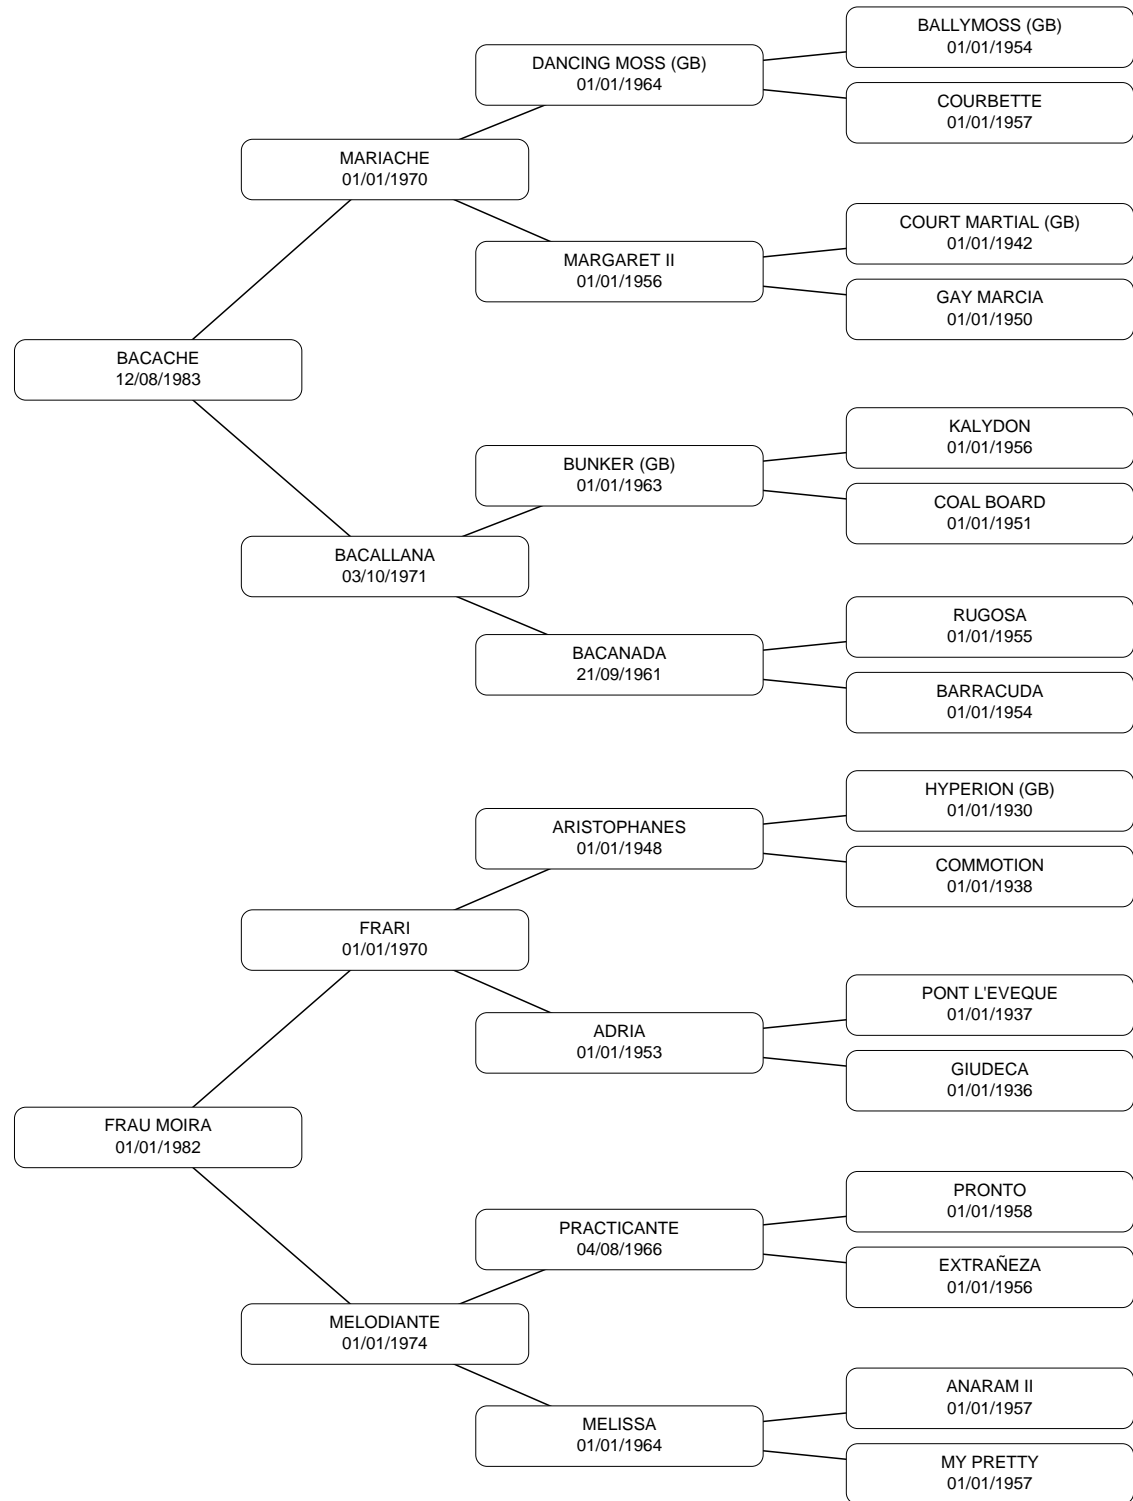 BALLYMOSS (GB)
01/01/1954
DANCING MOSS (GB)
01/01/1964
COURBETTE
01/01/1957
MARIACHE
01/01/1970
COURT MARTIAL (GB)
01/01/1942
MARGARET II
01/01/1956
GAY MARCIA
01/01/1950
BACACHE
12/08/1983
KALYDON
01/01/1956
BUNKER (GB)
01/01/1963
COAL BOARD
01/01/1951
BACALLANA
03/10/1971
RUGOSA
01/01/1955
BACANADA
21/09/1961
BARRACUDA
01/01/1954
HYPERION (GB)
01/01/1930
ARISTOPHANES
01/01/1948
COMMOTION
01/01/1938
FRARI
01/01/1970
PONT L'EVEQUE
01/01/1937
ADRIA
01/01/1953
GIUDECA
01/01/1936
FRAU MOIRA
01/01/1982
PRONTO
01/01/1958
PRACTICANTE
04/08/1966
EXTRAÑEZA
01/01/1956
MELODIANTE
01/01/1974
ANARAM II
01/01/1957
MELISSA
01/01/1964
MY PRETTY
01/01/1957